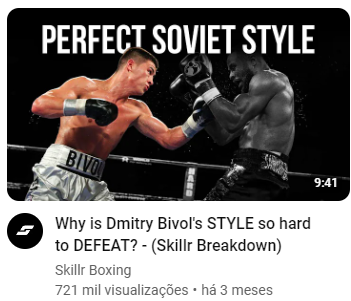 PERFECT SOVIET STYLE
BIVO
9:41
Why is Dmitry Bivol's STYLE so hard
to DEFEAT? - (Skillr Breakdown)
Skillr Boxing
721 mil visualizações • há 3 meses